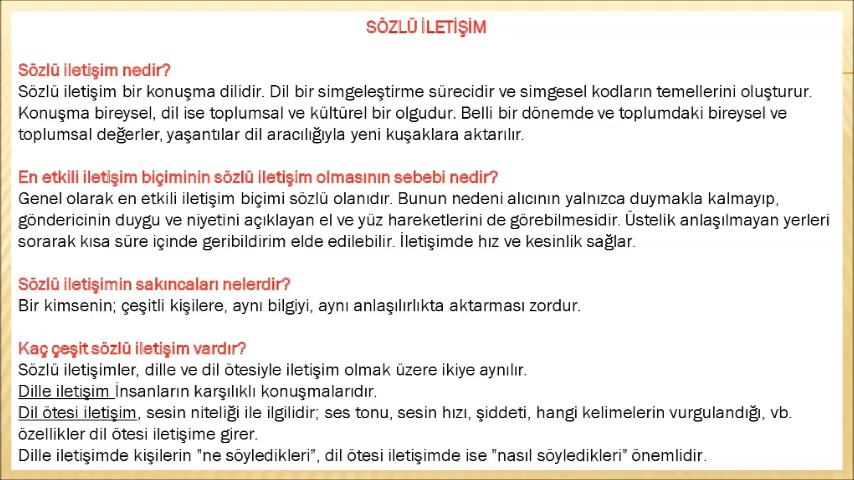 SÖZLÜ İLETİŞİM
Sözlü iletişim nedir?
Sözlü iletişim bir konuşma dilidir. Dil bir simgeleştirme sürecidir ve simgesel kodların temellerini oluşturur.
Konuşma bireysel, dil ise toplumsal ve kültürel bir olgudur. Belli bir dönemde ve toplumdaki bireysel ve
toplumsal değerler, yaşantılar dil aracılığıyla yeni kuşaklara aktarılır.
En etkili iletişim biçiminin sözlü iletişim olmasının sebebi nedir?
Genel olarak en etkili iletişim biçimi sözlü olanıdır. Bunun nedeni alıcının yalnızca duymakla kalmayıp,
göndericinin duygu ve niyetini açıklayan el ve yüz hareketlerini de görebilmesidir. Üstelik anlaşılmayan yerleri
sorarak kısa süre içinde geribildirim elde edilebilir. İletişimde hız ve kesinlik sağlar.
Sözlü iletişimin sakıncaları nelerdir?
Bir kimsenin; çeşitli kişilere, aynı bilgiyi, aynı anlaşılırlıkta aktarması zordur.
Kaç çeşit sözlü iletişim vardır?
Sözlü iletişimler, dille ve dil ötesiyle iletişim olmak üzere ikiye aynılır.
Dille iletişim İnsanların karşılıklı konuşmalarıdır.
Dil ötesi iletişim, sesin niteliği ile ilgilidir; ses tonu, sesin hızı, şiddeti, hangi kelimelerin vurgulandığı, vb.
özellikler dil ötesi iletişime girer.
Dille iletişimde kişilerin "ne söyledikleri", dil ötesi iletişimde ise "nasıl söyledikleri" önemlidir.